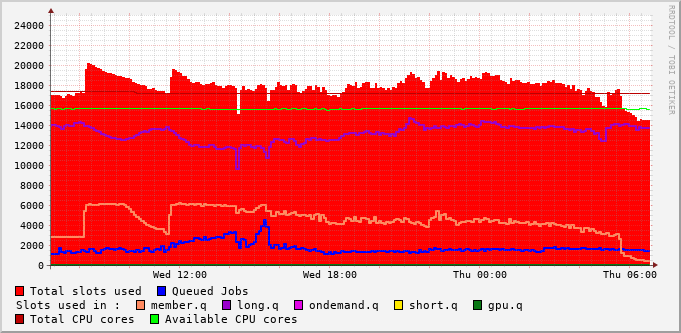 24000
22000
20000
18000
16000
14000
12000
10000
8000
6000
4000
2000
0
Wed 12:00 Wed 18:00 Thu 00:00 Thu 06:00
RRDTOOL / TOBI OETIKER
Total slots used Queued Jobs
Slots used in : member.q long.q ondemand.q short.q gpu.q
Total CPU cores Available CPU cores